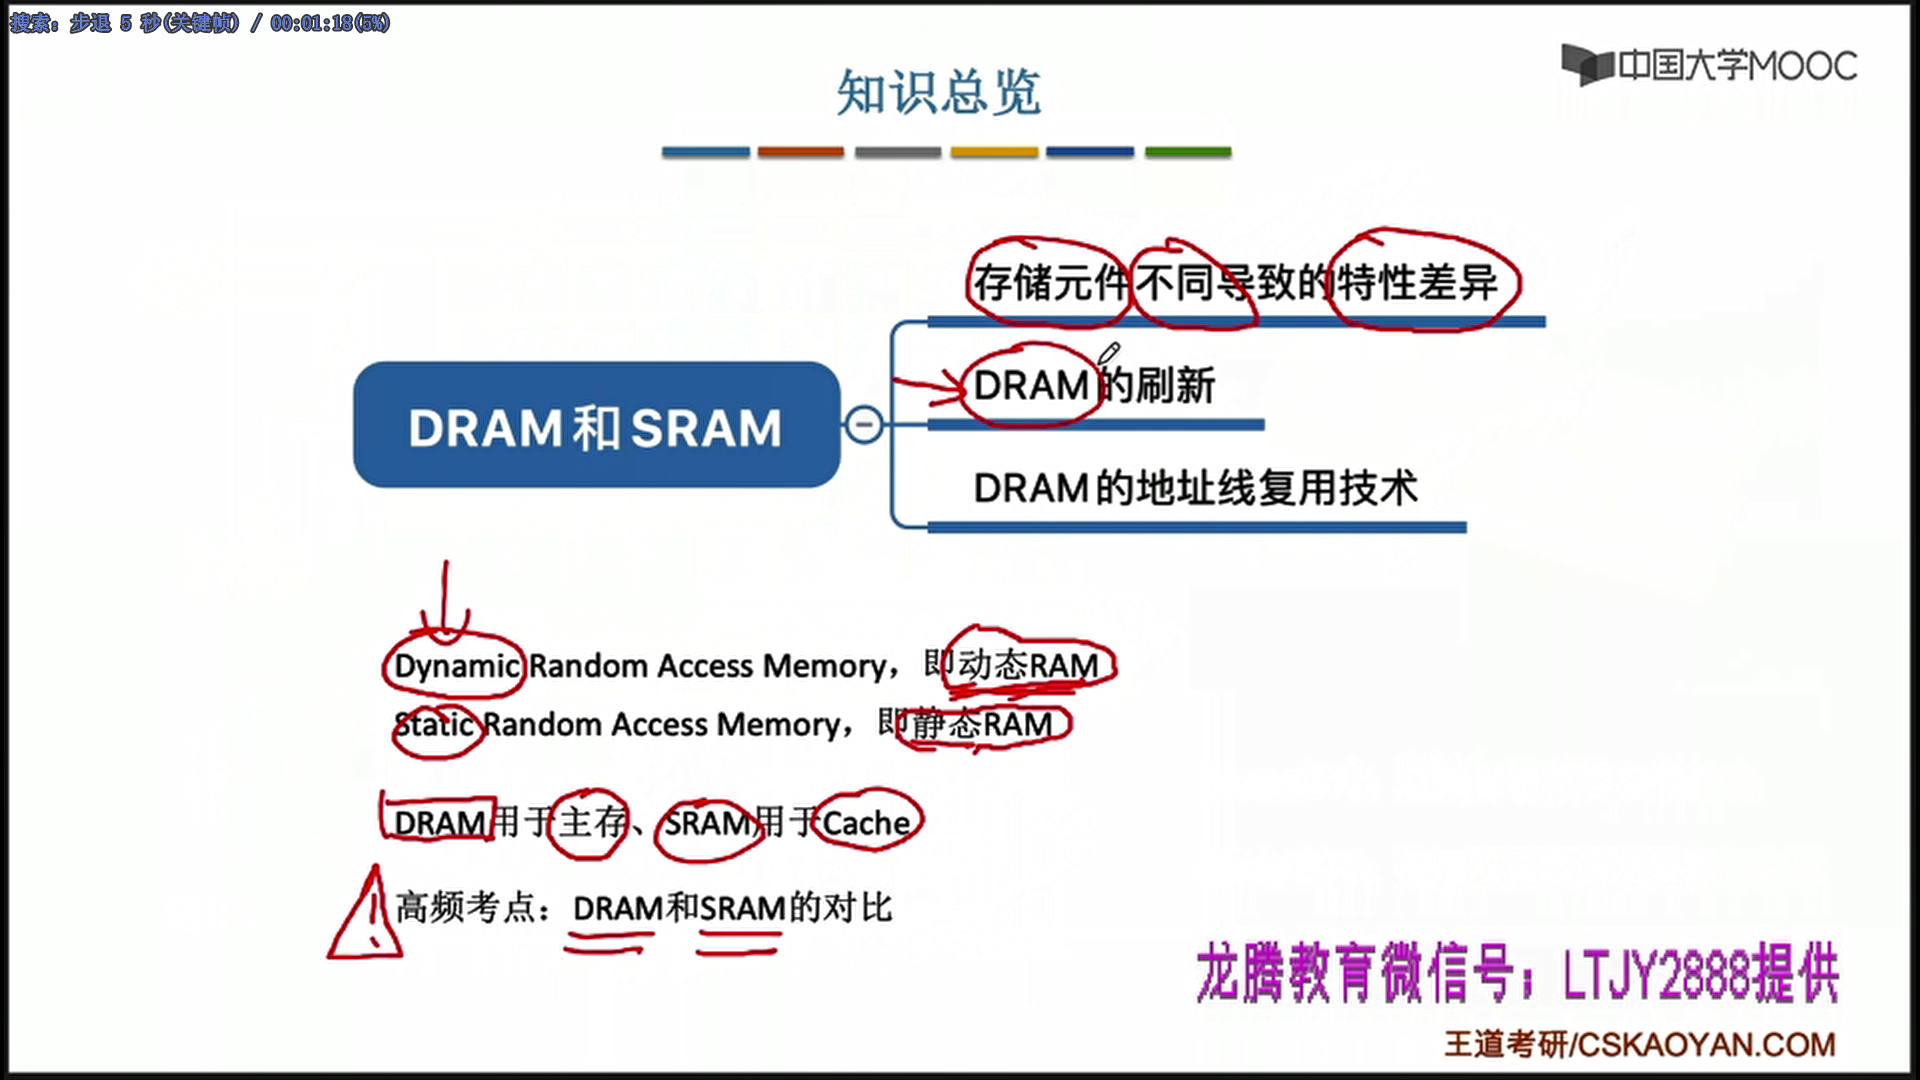 搜索：步退 5 秒(关键帧) / 00:01:18(5%)
中国大学MOOC
知识总览
存储元件不同导致的特性差异
DRAM的刷新
DRAM和SRAM
DRAM的地址线复用技术
Dynamic Random Access Memory，即动态RAM
Static Random Access Memory，即静态RAM
DRAM用于主存、SRAM用于Cache
高频考点：DRAM和SRAM的对比
龙腾教育微信号：LTJY2888提供
王道考研/CSKAOYAN.COM